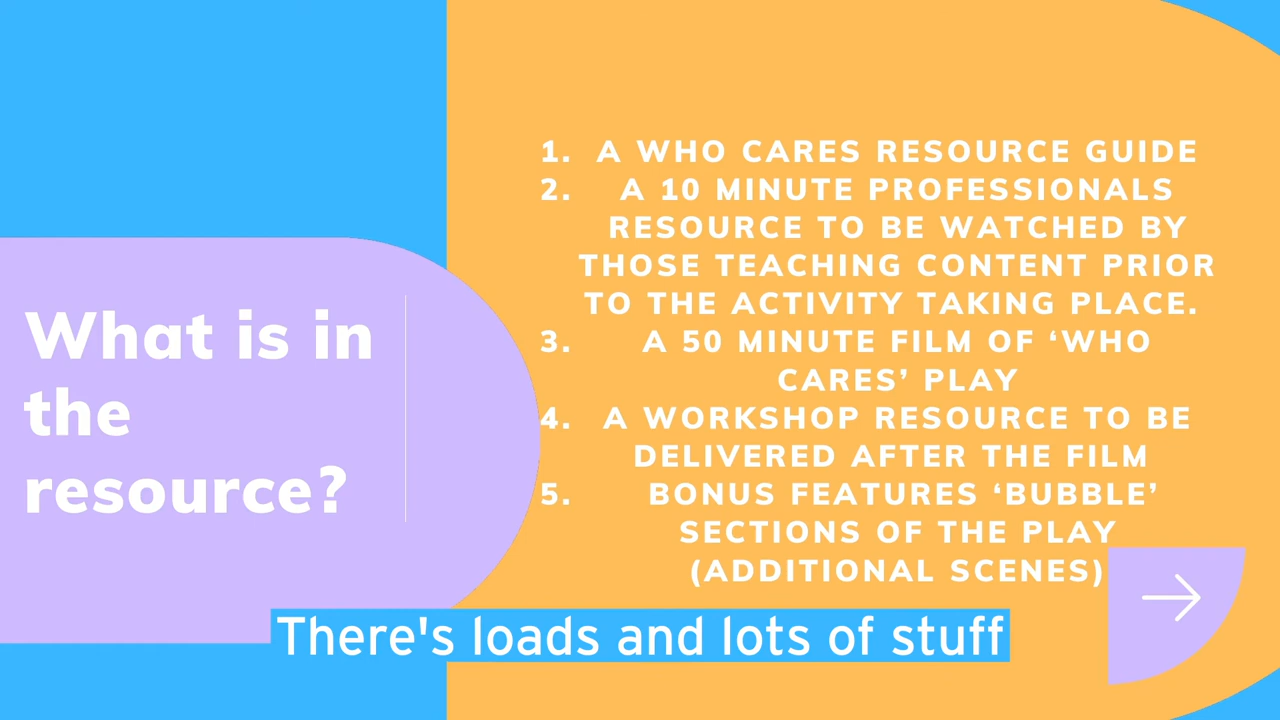 What is in
the
resource?
1. A WHO CARES RESOURCE GUIDE
2. A 10 MINUTE PROFESSIONALS
RESOURCE TO BE WATCHED BY
THOSE TEACHING CONTENT PRIOR
TO THE ACTIVITY TAKING PLACE.
3. A 50 MINUTE FILM OF ‘WHO
CARES’ PLAY
4. A WORKSHOP RESOURCE TO BE
DELIVERED AFTER THE FILM
5. BONUS FEATURES ‘BUBBLE’
SECTIONS OF THE PLAY
(ADDITIONAL SCENES)
There's loads and lots of stuff